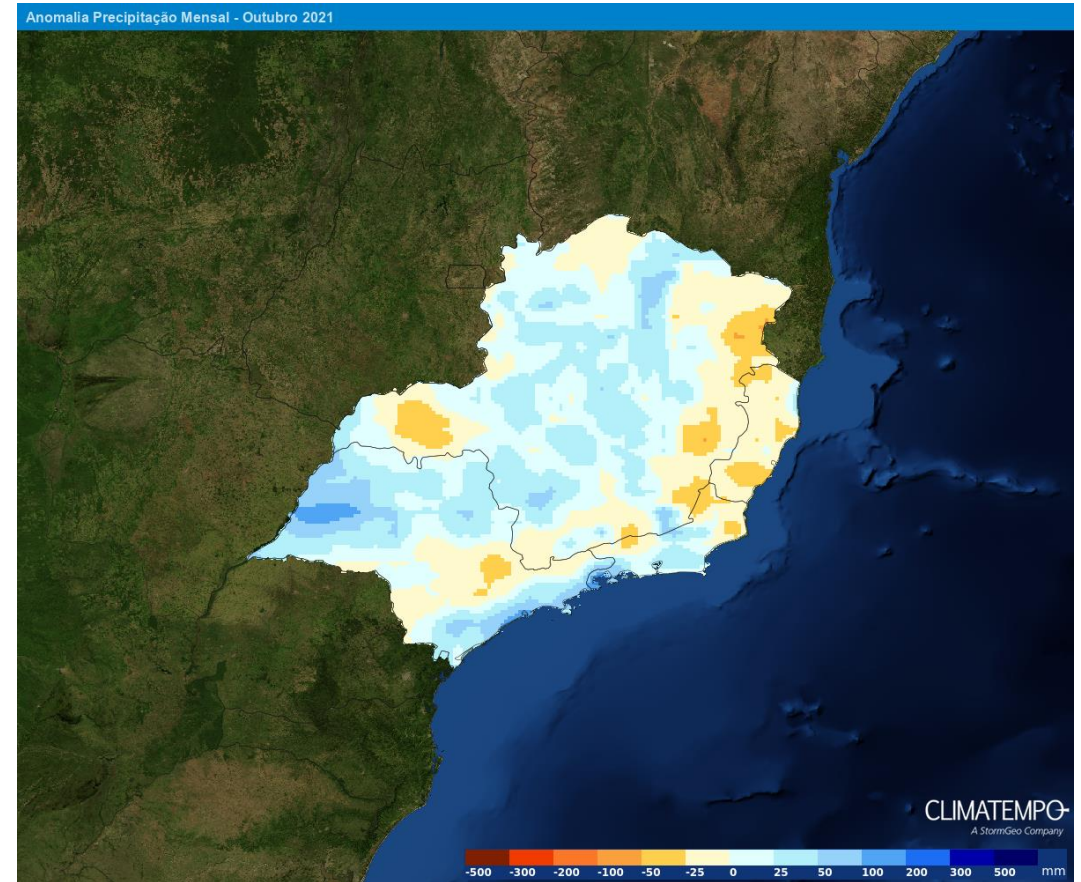 Anomalia Precipitação Mensal - Outubro 2021
CLIMATEMPO
A StormGeo Company
-500 -300 -200 -100 -50 -25 0 25 50 100 200 300 500 mm